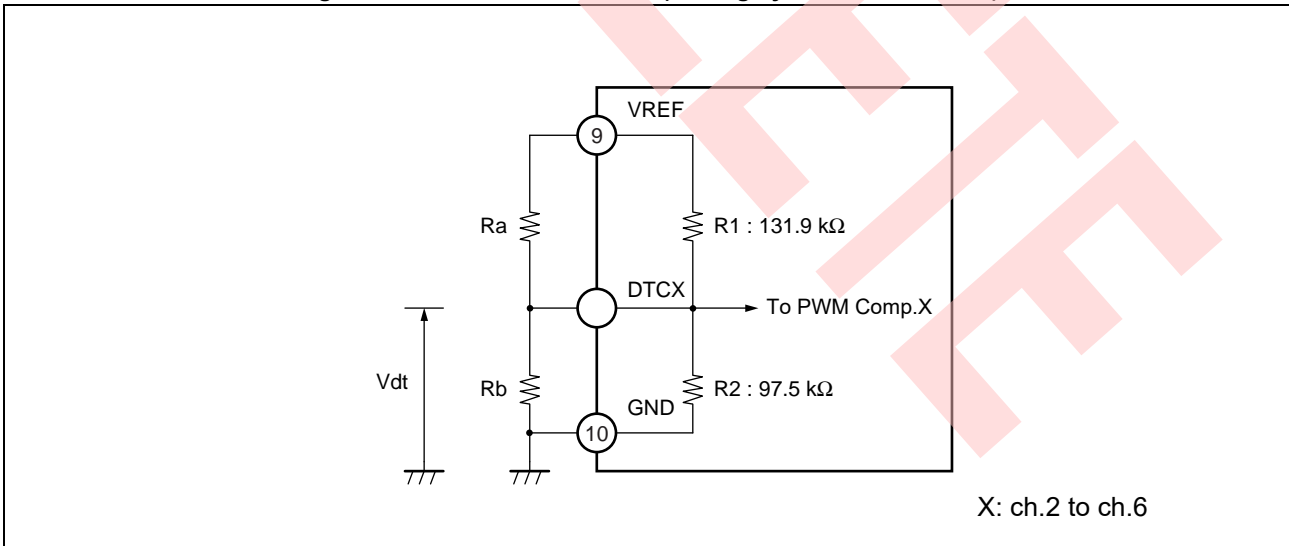 VREF
9
Ra
R1 : 131.9 kΩ
DTCX
To PWM Comp.X
Vdt
Rb
R2 : 97.5 kΩ
GND
10
X: ch.2 to ch.6